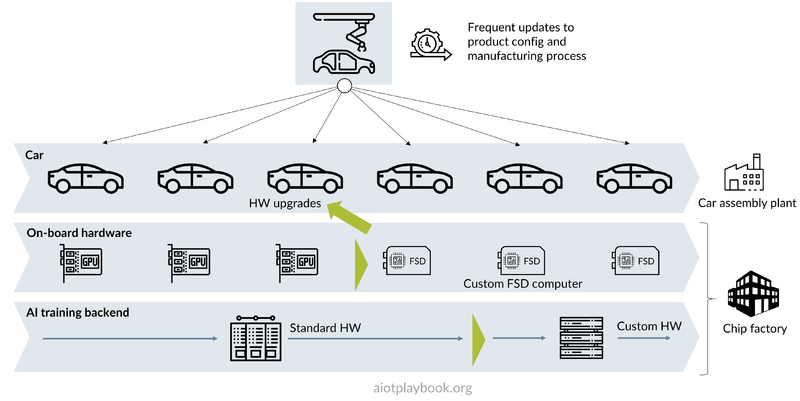 Frequent updates to
product config and
manufacturing process
Car
HW upgrades
Car assembly plant
On-board hardware
GPU
GPU
GPU
FSD
FSD
FSD
Custom FSD computer
AI training backend
Standard HW
Custom HW
Chip factory
aiotplaybook.org